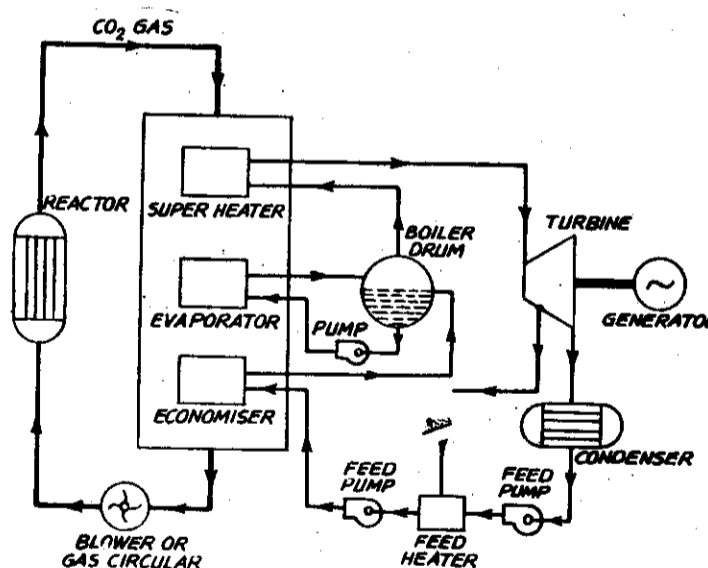 CO2 GAS
REACTOR
SUPER HEATER
BOILER
DRUM
TURBINE
GENERATOR
EVAPORATOR
PUMP
ECONOMISER
CONDENSER
FEED
PUMP
FEED
PUMP
FEED
HEATER
BLOWER OR
GAS CIRCULAR